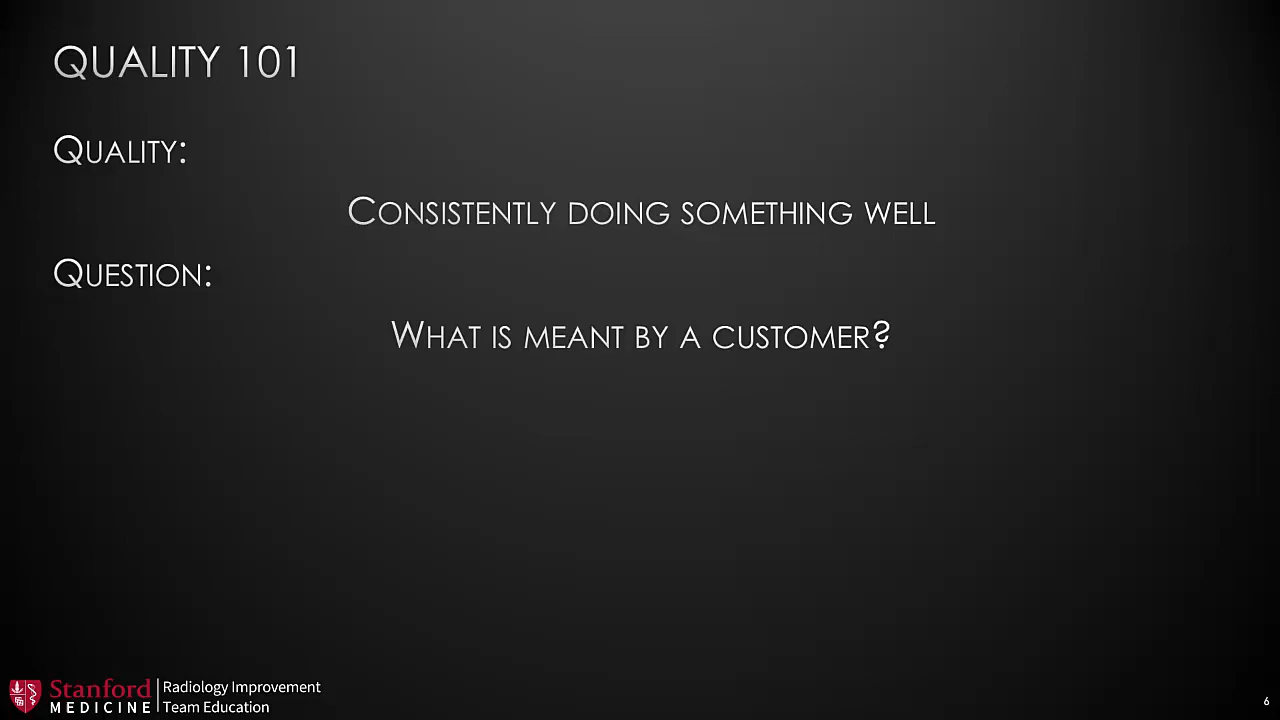 QUALITY 101
QUALITY:
CONSISTENTLY DOING SOMETHING WELL
QUESTION:
WHAT IS MEANT BY A CUSTOMER?
Stanford
MEDICINE
Radiology Improvement
Team Education
6